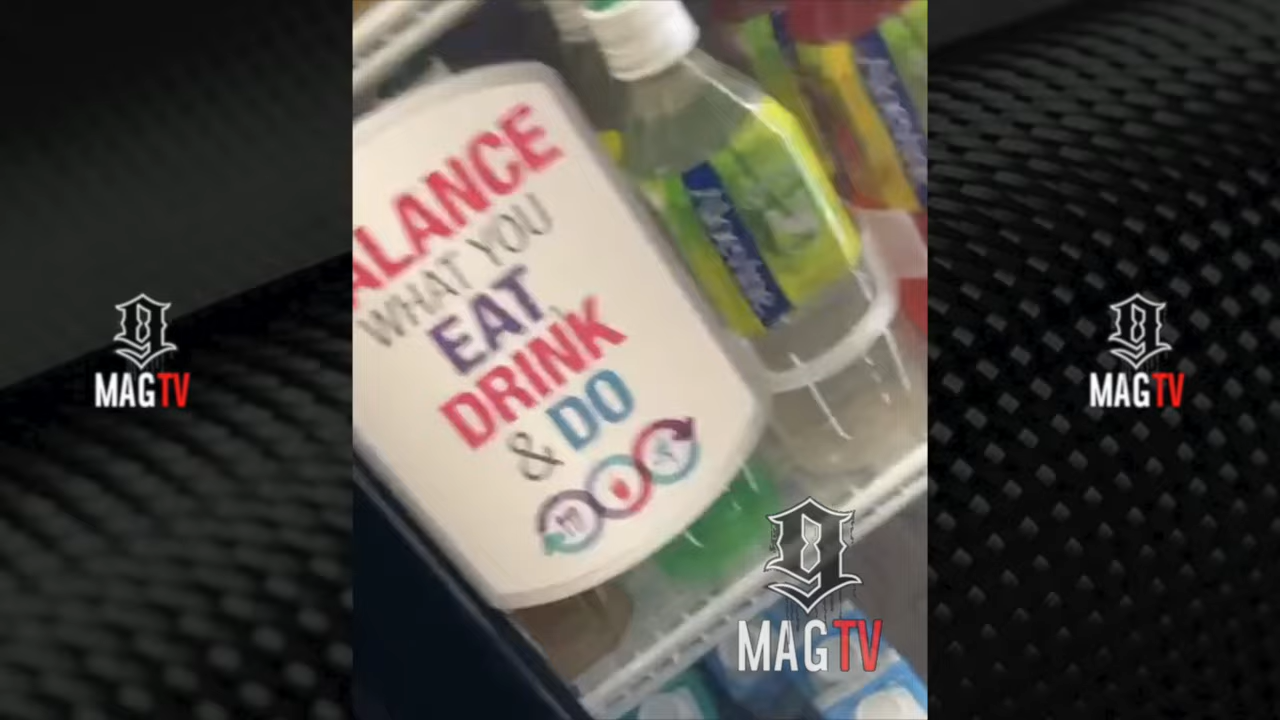 ALANCE
WHAT YOU
EAT,
DRINK
& DO
g
MAGTV
g
MAGTV
g
MAGTV